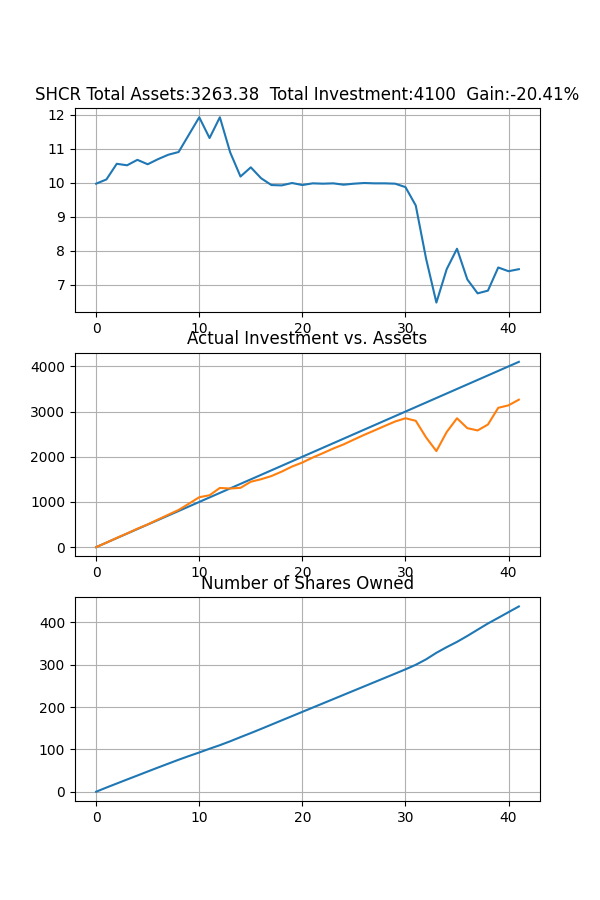 SHCR Total Assets:3263.38  Total Investment:4100  Gain:-20.41%
12
11
10
9
8
7
0 10 20 30 40
Actual Investment vs. Assets
4000
3000
2000
1000
0
0 10 20 30 40
Number of Shares Owned
400
300
200
100
0
0 10 20 30 40